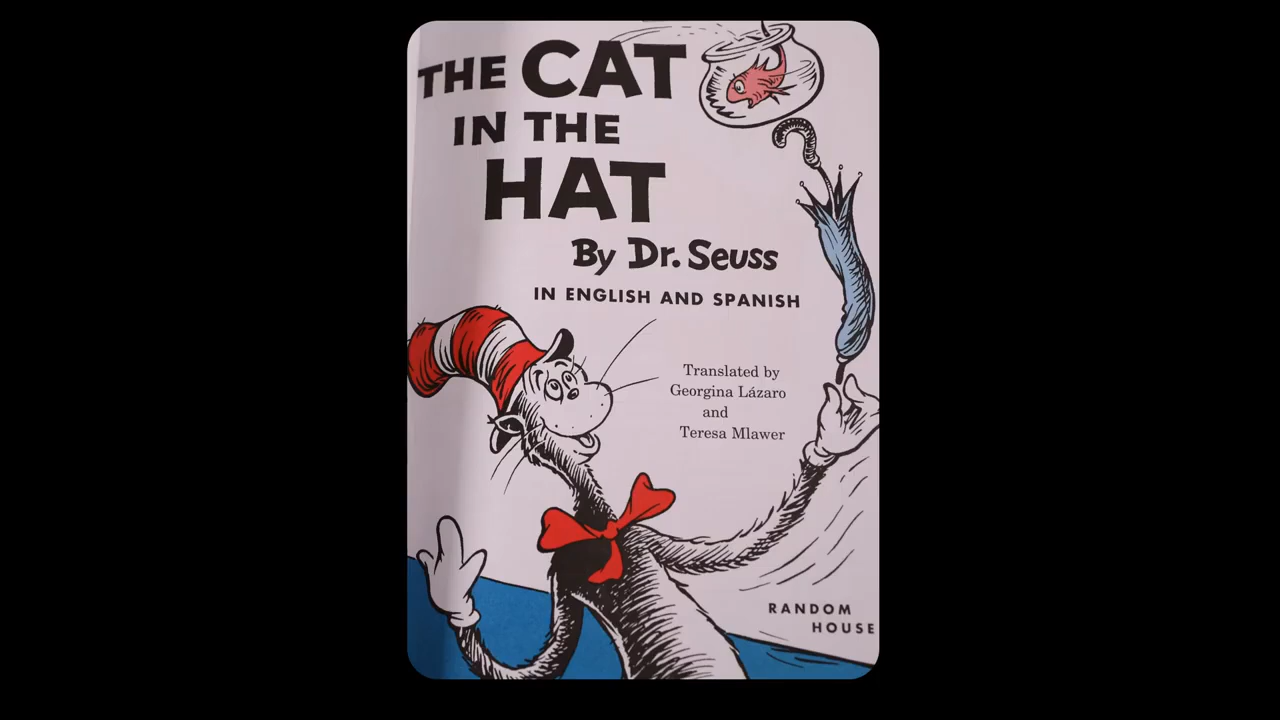 THE CAT
IN THE
HAT
By Dr. Seuss
IN ENGLISH AND SPANISH
Translated by
Georgina Lázaro
and
Teresa Mlawer
RANDOM
HOUSE